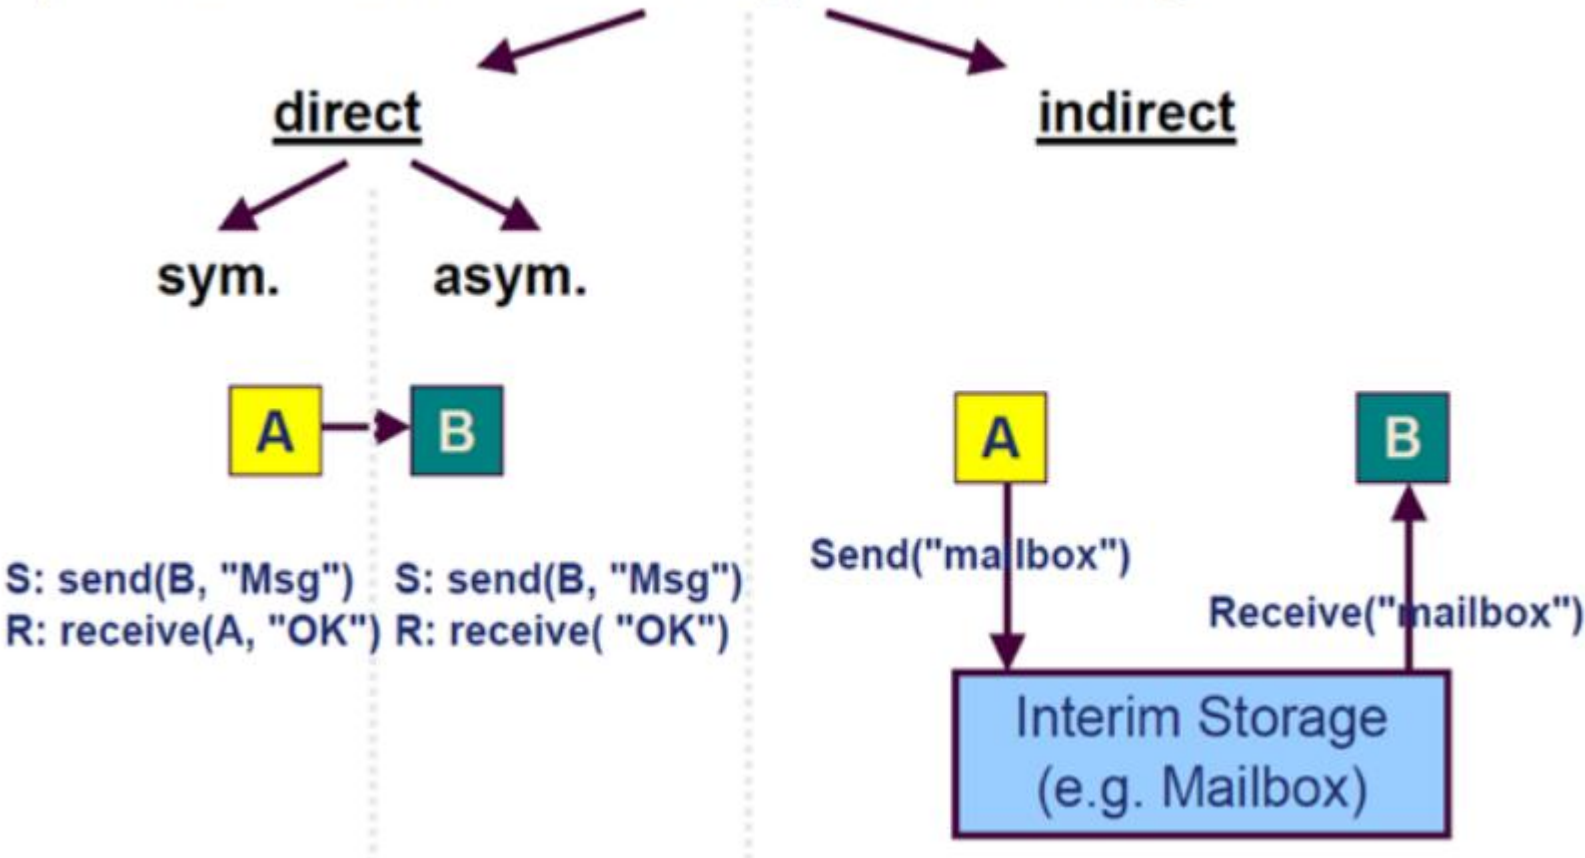 direct
indirect
sym.
asym.
A
B
S: send(B, "Msg")
R: receive(A, "OK")
S: send(B, "Msg")
R: receive( "OK")
A
B
Send("mailbox")
Receive("mailbox")
Interim Storage
(e.g. Mailbox)